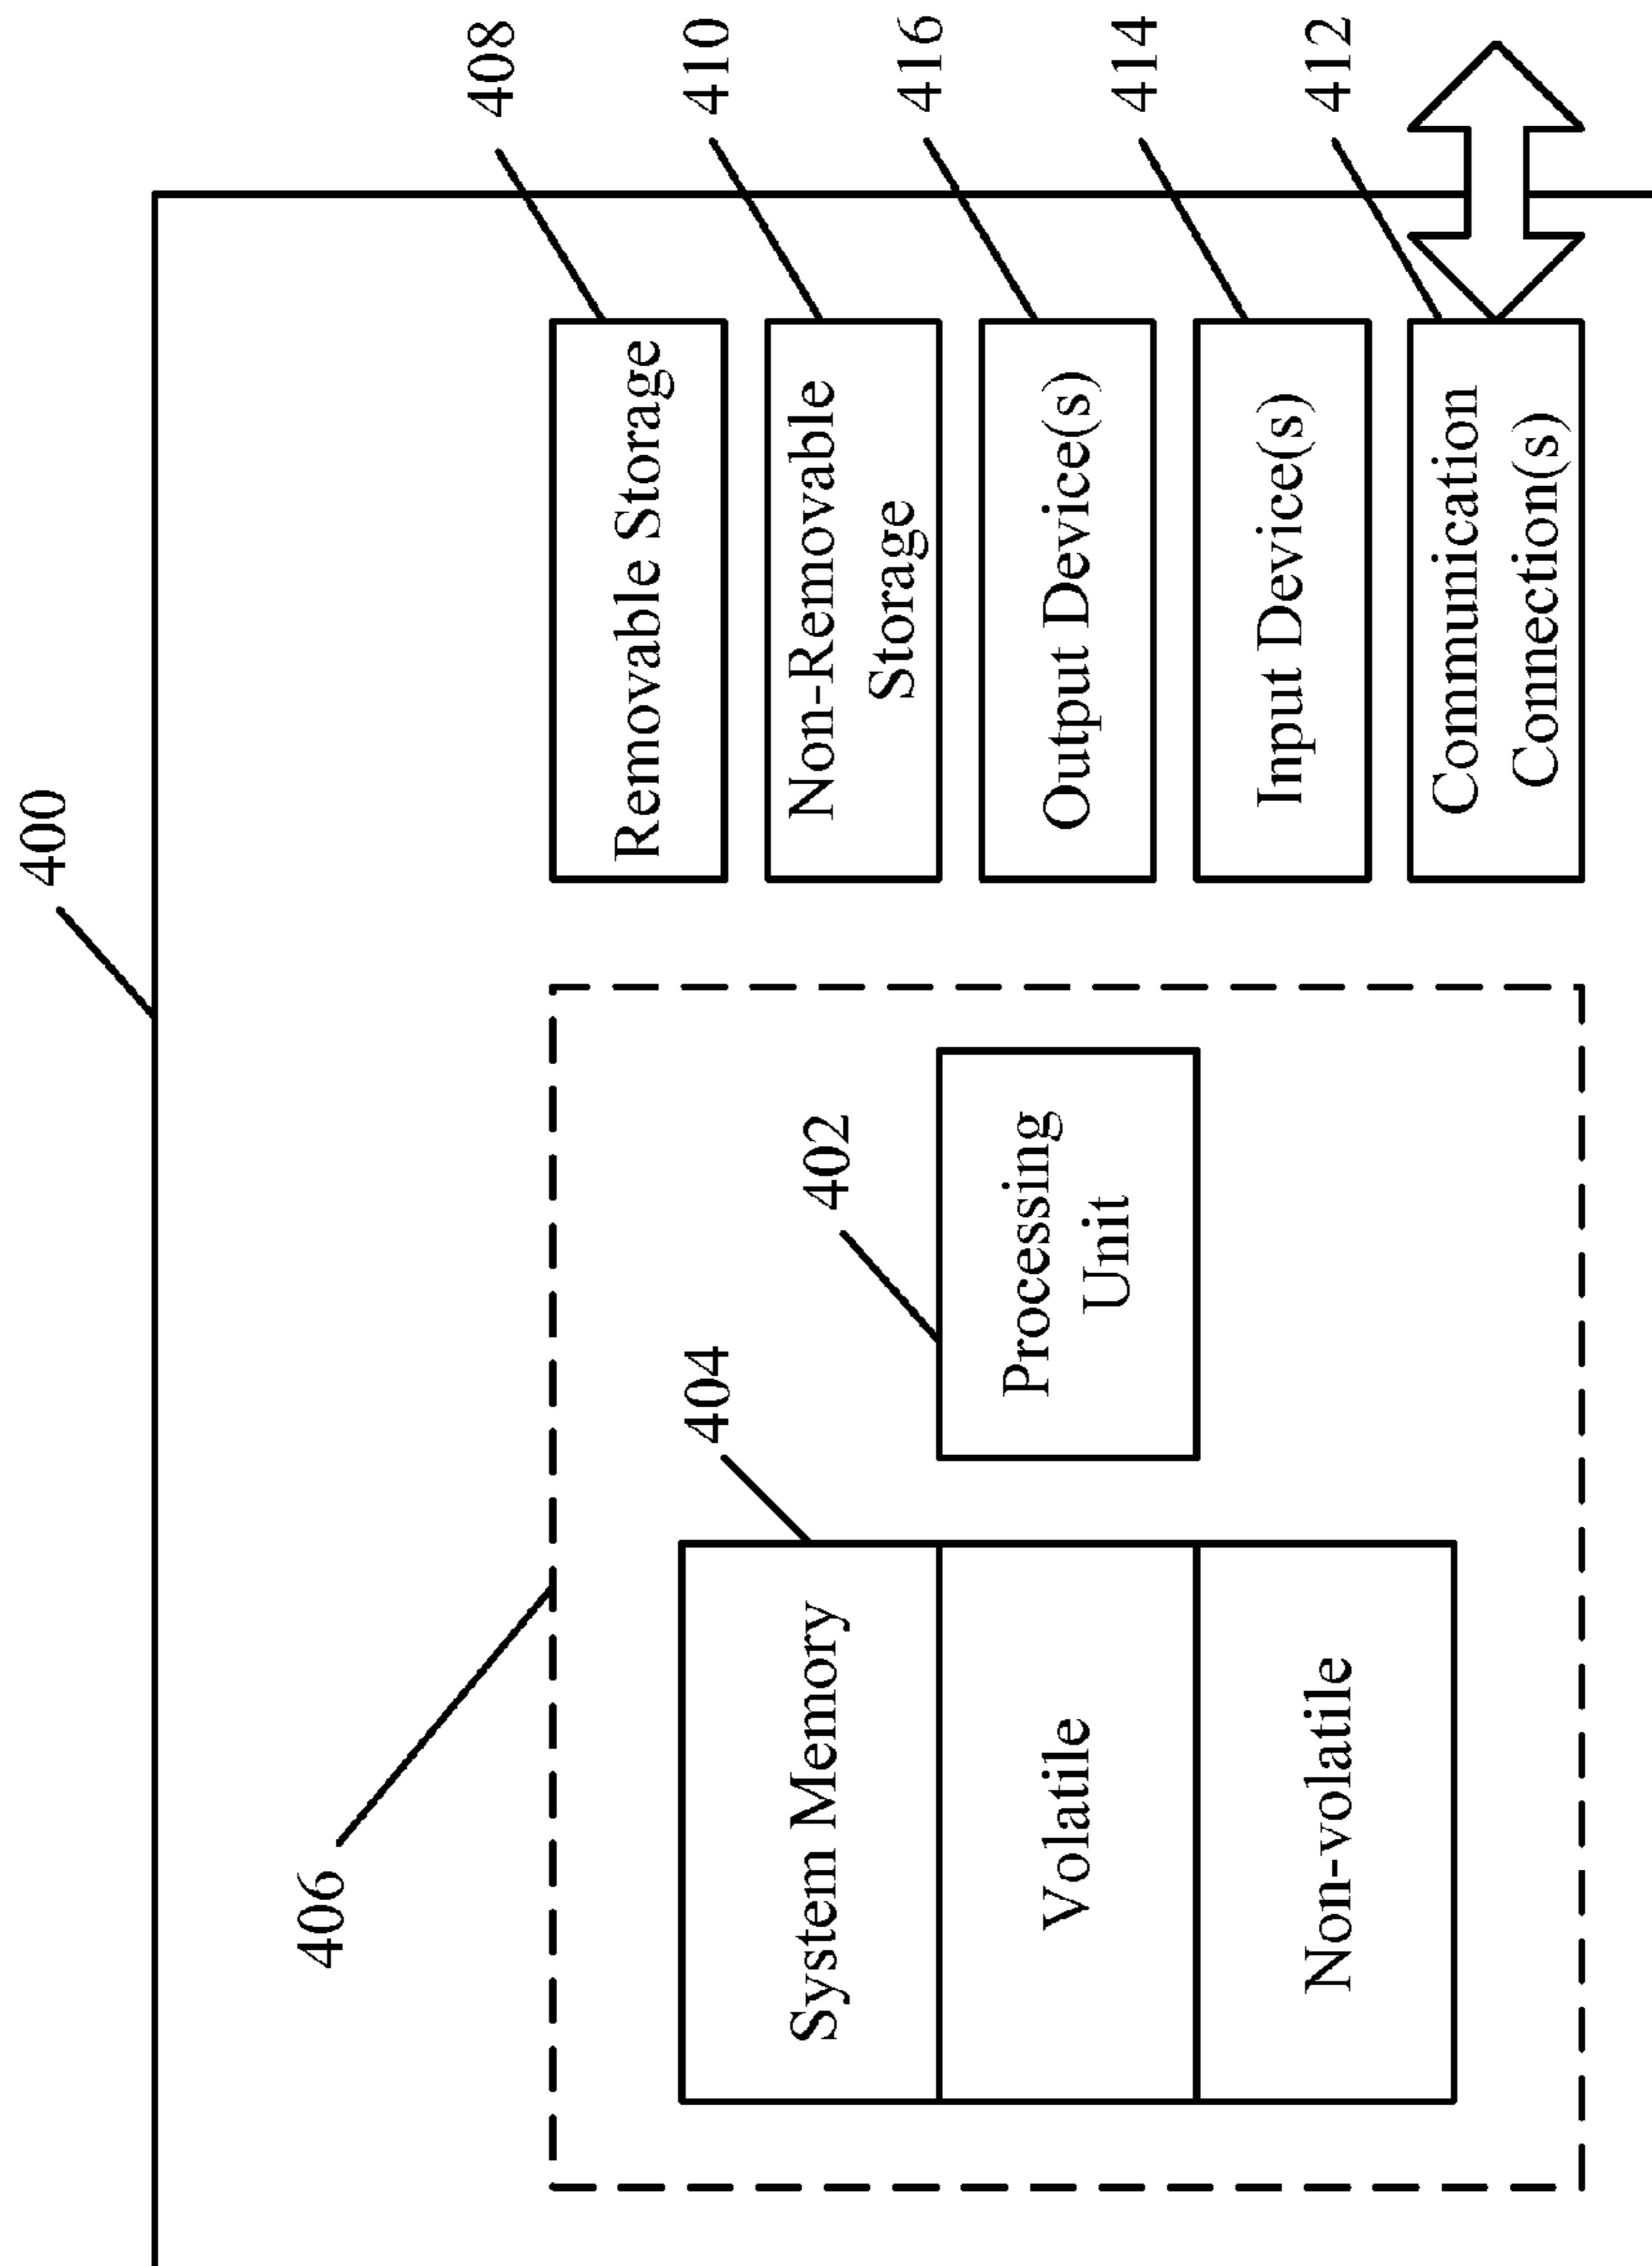 400
406
404
System Memory
Volatile
Non-volatile
402
Processing
Unit
Removable Storage
408
Non-Removable
Storage
410
Output Device(s)
416
Input Device(s)
414
Communication
Connection(s)
412